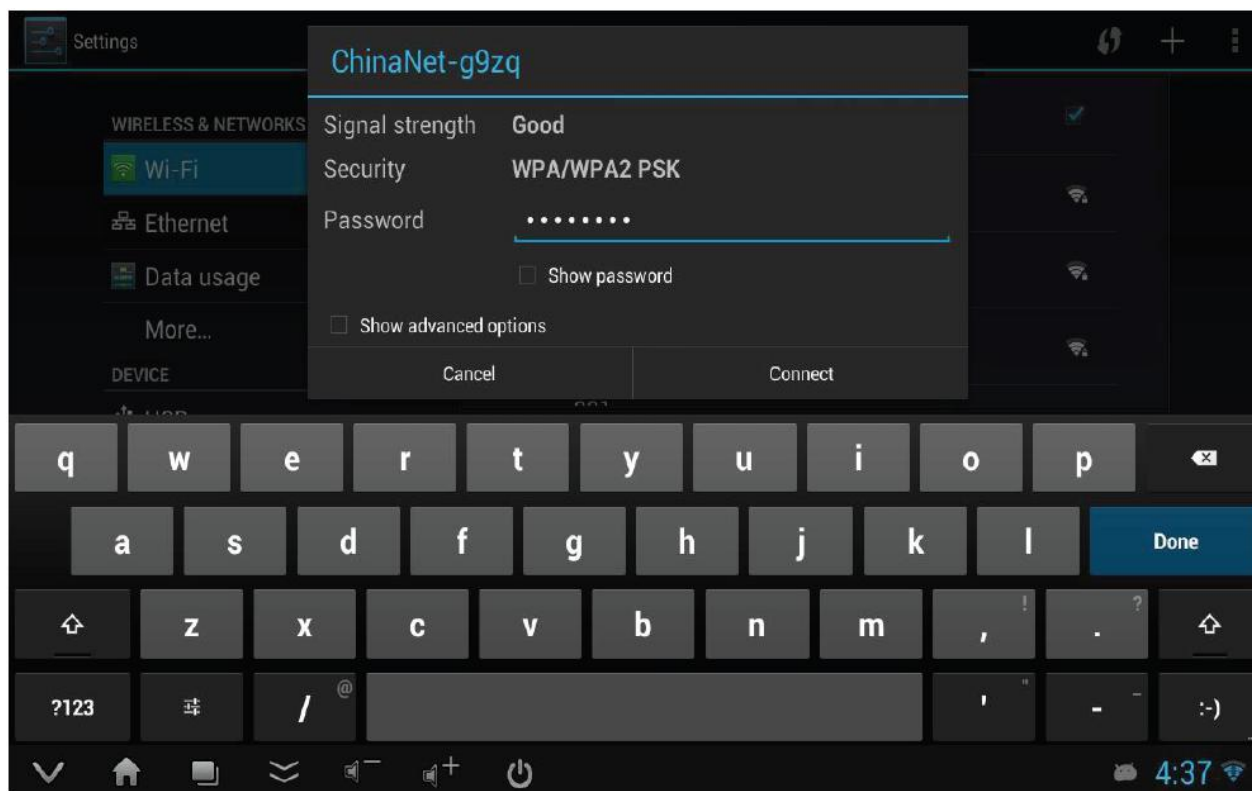 Settings
ChinaNet-g9zq
WIRELESS & NETWORKS
Signal strength Good
Wi-Fi
Security WPA/WPA2 PSK
Ethernet
Password ••••••••
Data usage
Show password
More...
Show advanced options
DEVICE
Cancel Connect
q w e r t y u i o p
a s d f g h j k l Done
z x c v b n m , ! . ?
?123 / @ ' " - _ :-)
4:37